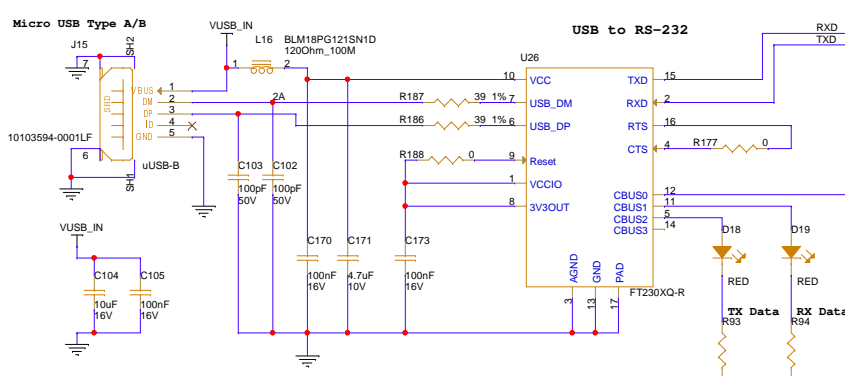 Micro USB Type A/B
VUSB_IN
L16 BLM18PG121SN1D
120Ohm_100M
USB to RS-232
RXD
TXD
J15
SH2
7
1 2
U26
VBUS 1
DM 2
DP 3
ID 4
GND 5
SHD
2A
10103594-0001LF
6
uUSB-B
SH1
R187 39 1%
R186 39 1%
R188 0
10 VCC
7 USB_DM
6 USB_DP
9 Reset
1 VCCIO
8 3V3OUT
TXD 15
RXD 2
RTS 16
CTS 4
R177 0
CBUS0 12
CBUS1 11
CBUS2 5
CBUS3 14
AGND
GND
PAD
3
13
17
FT230XQ-R
C103
100pF
50V
C102
100pF
50V
VUSB_IN
C104
10uF
16V
C105
100nF
16V
C170
100nF
16V
C171
4.7uF
10V
C173
100nF
16V
D18
RED
D19
RED
TX Data
RX Data
R93
R94